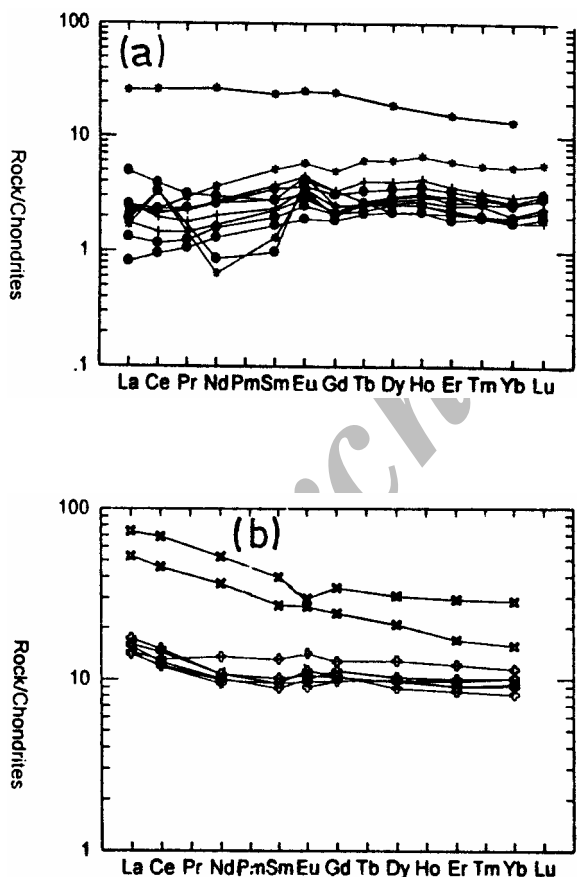 100
(a)
10
1
.1
Rock/Chondrites
La Ce Pr Nd Pm Sm Eu Gd Tb Dy Ho Er Tm Yb Lu
100
(b)
10
1
Rock/Chondrites
La Ce Pr Nd Pm Sm Eu Gd Tb Dy Ho Er Tm Yb Lu